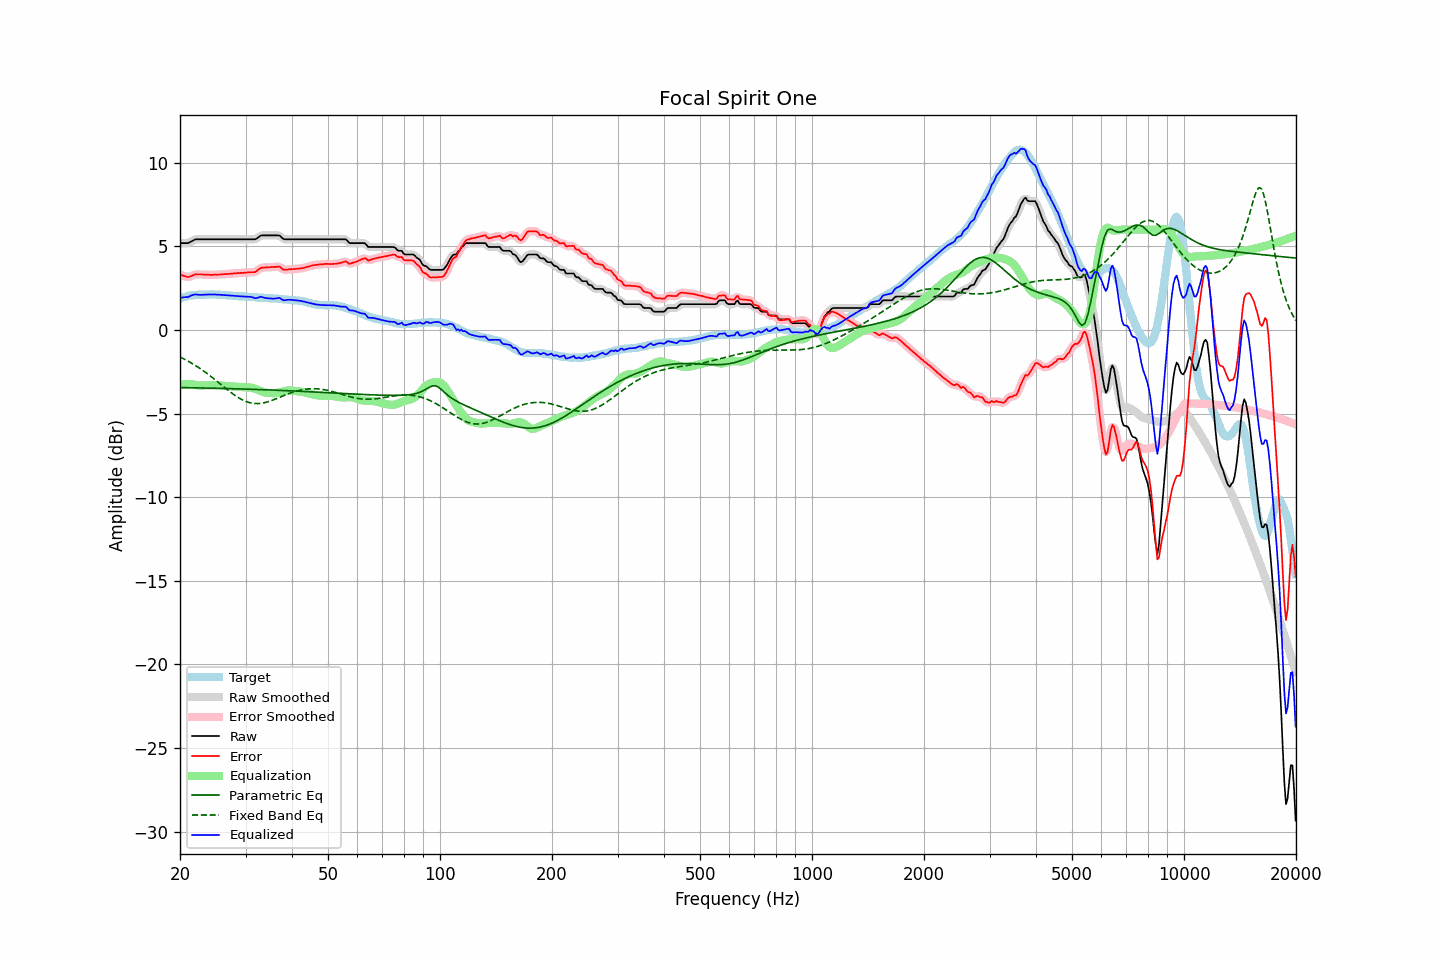 Focal Spirit One
Amplitude (dBr)
10
5
0
−5
−10
−15
−20
−25
−30
Target
Raw Smoothed
Error Smoothed
Raw
Error
Equalization
Parametric Eq
Fixed Band Eq
Equalized
20 50 100 200 500 1000 2000 5000 10000 20000
Frequency (Hz)